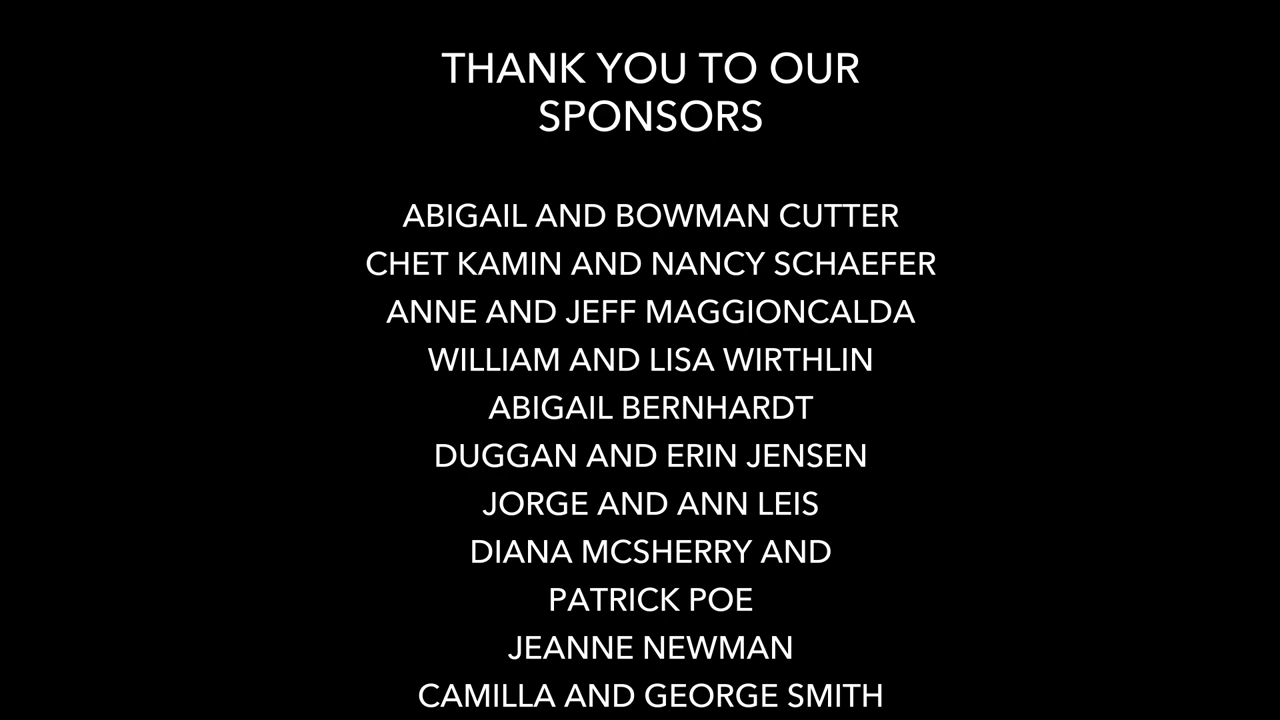 THANK YOU TO OUR
SPONSORS
ABIGAIL AND BOWMAN CUTTER
CHET KAMIN AND NANCY SCHAEFER
ANNE AND JEFF MAGGIONCALDA
WILLIAM AND LISA WIRTHLIN
ABIGAIL BERNHARDT
DUGGAN AND ERIN JENSEN
JORGE AND ANN LEIS
DIANA MCSHERRY AND
PATRICK POE
JEANNE NEWMAN
CAMILLA AND GEORGE SMITH